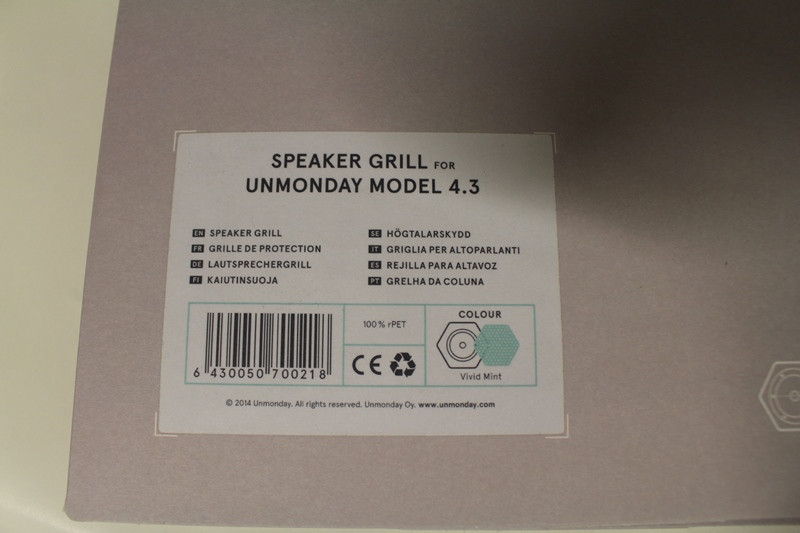 SPEAKER GRILL FOR
UNMONDAY MODEL 4.3
EN SPEAKER GRILL
FR GRILLE DE PROTECTION
DE LAUTSPRECHERGRILL
FI KAIUTINSUOJA
SE HÖGTALARSKYDD
IT GRIGLIA PER ALTOPARLANTI
ES REJILLA PARA ALTAVOZ
PT GRELHA DA COLUNA
6 430050 700218
100% rPET
CE
COLOUR
Vivid Mint
© 2014 Unmonday. All rights reserved. Unmonday Oy. www.unmonday.com